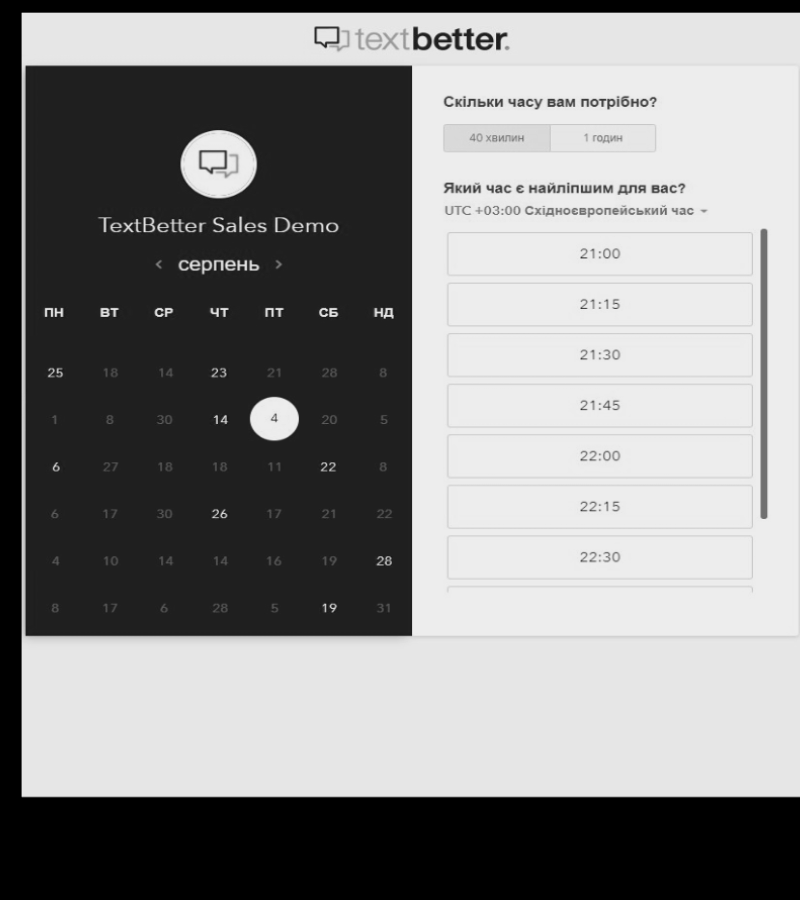 textbetter.
TextBetter Sales Demo
< серпень >
ПН ВТ СР ЧТ ПТ СБ НД
25 18 14 23 21 28 8
1 8 30 14 4 20 5
6 27 18 18 11 22 8
6 17 30 26 17 21 22
4 10 14 14 16 19 28
8 17 6 28 5 19 31
Скільки часу вам потрібно?
40 хвилин 1 годин
Який час є найліпшим для вас?
UTC +03:00 Східноєвропейський час
21:00
21:15
21:30
21:45
22:00
22:15
22:30